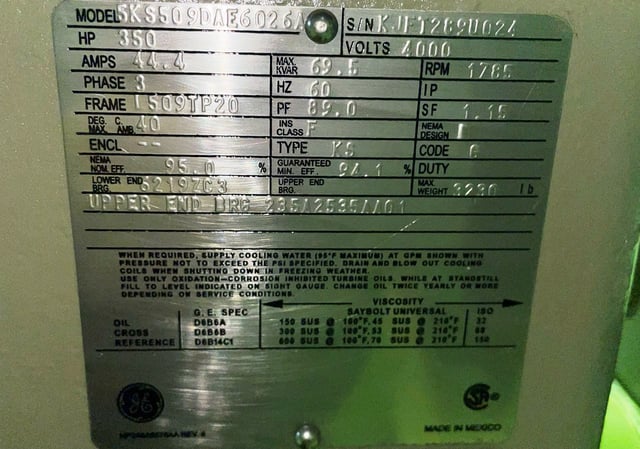 MODEL 5KS509DAE6026A S/N KJFT269U024
HP 350 VOLTS 4000
AMPS 44.4 MAX. KVAR 69.5 RPM 1785
PHASE 3 HZ 60 IP
FRAME L509TP20 PF 89.0 SF 1.15
DEG. C. MAX. AMB. 40 INS CLASS F NEMA DESIGN
ENCL -- TYPE KS CODE G
NEMA NOM. EFF. 95.0 % GUARANTEED MIN. EFF. 94.1 % DUTY
LOWER END BRG. 6219ZC3 UPPER END BRG. MAX. WEIGHT 3230 lb
UPPER END BRG 235A2535AA01
WHEN REQUIRED, SUPPLY COOLING WATER (95°F MAXIMUM) AT GPM SHOWN WITH
PRESSURE NOT TO EXCEED THE PSI SPECIFIED. DRAIN AND BLOW OUT COOLING
COILS WHEN SHUTTING DOWN IN FREEZING WEATHER.
USE ONLY OXIDATION-CORROSION INHIBITED TURBINE OILS. WHILE AT STANDSTILL
FILL TO LEVEL INDICATED ON SIGHT GAUGE. CHANGE OIL TWICE YEARLY OR MORE
DEPENDING ON SERVICE CONDITIONS.
VISCOSITY
G.E. SPEC SAYBOLT UNIVERSAL ISO
OIL D6B6A 150 SUS @ 100°F, 45 SUS @ 210°F 32
CROSS D6B6B 300 SUS @ 100°F, 53 SUS @ 210°F 68
REFERENCE D6B14C1 600 SUS @ 100°F, 70 SUS @ 210°F 150
GE
MADE IN MEXICO